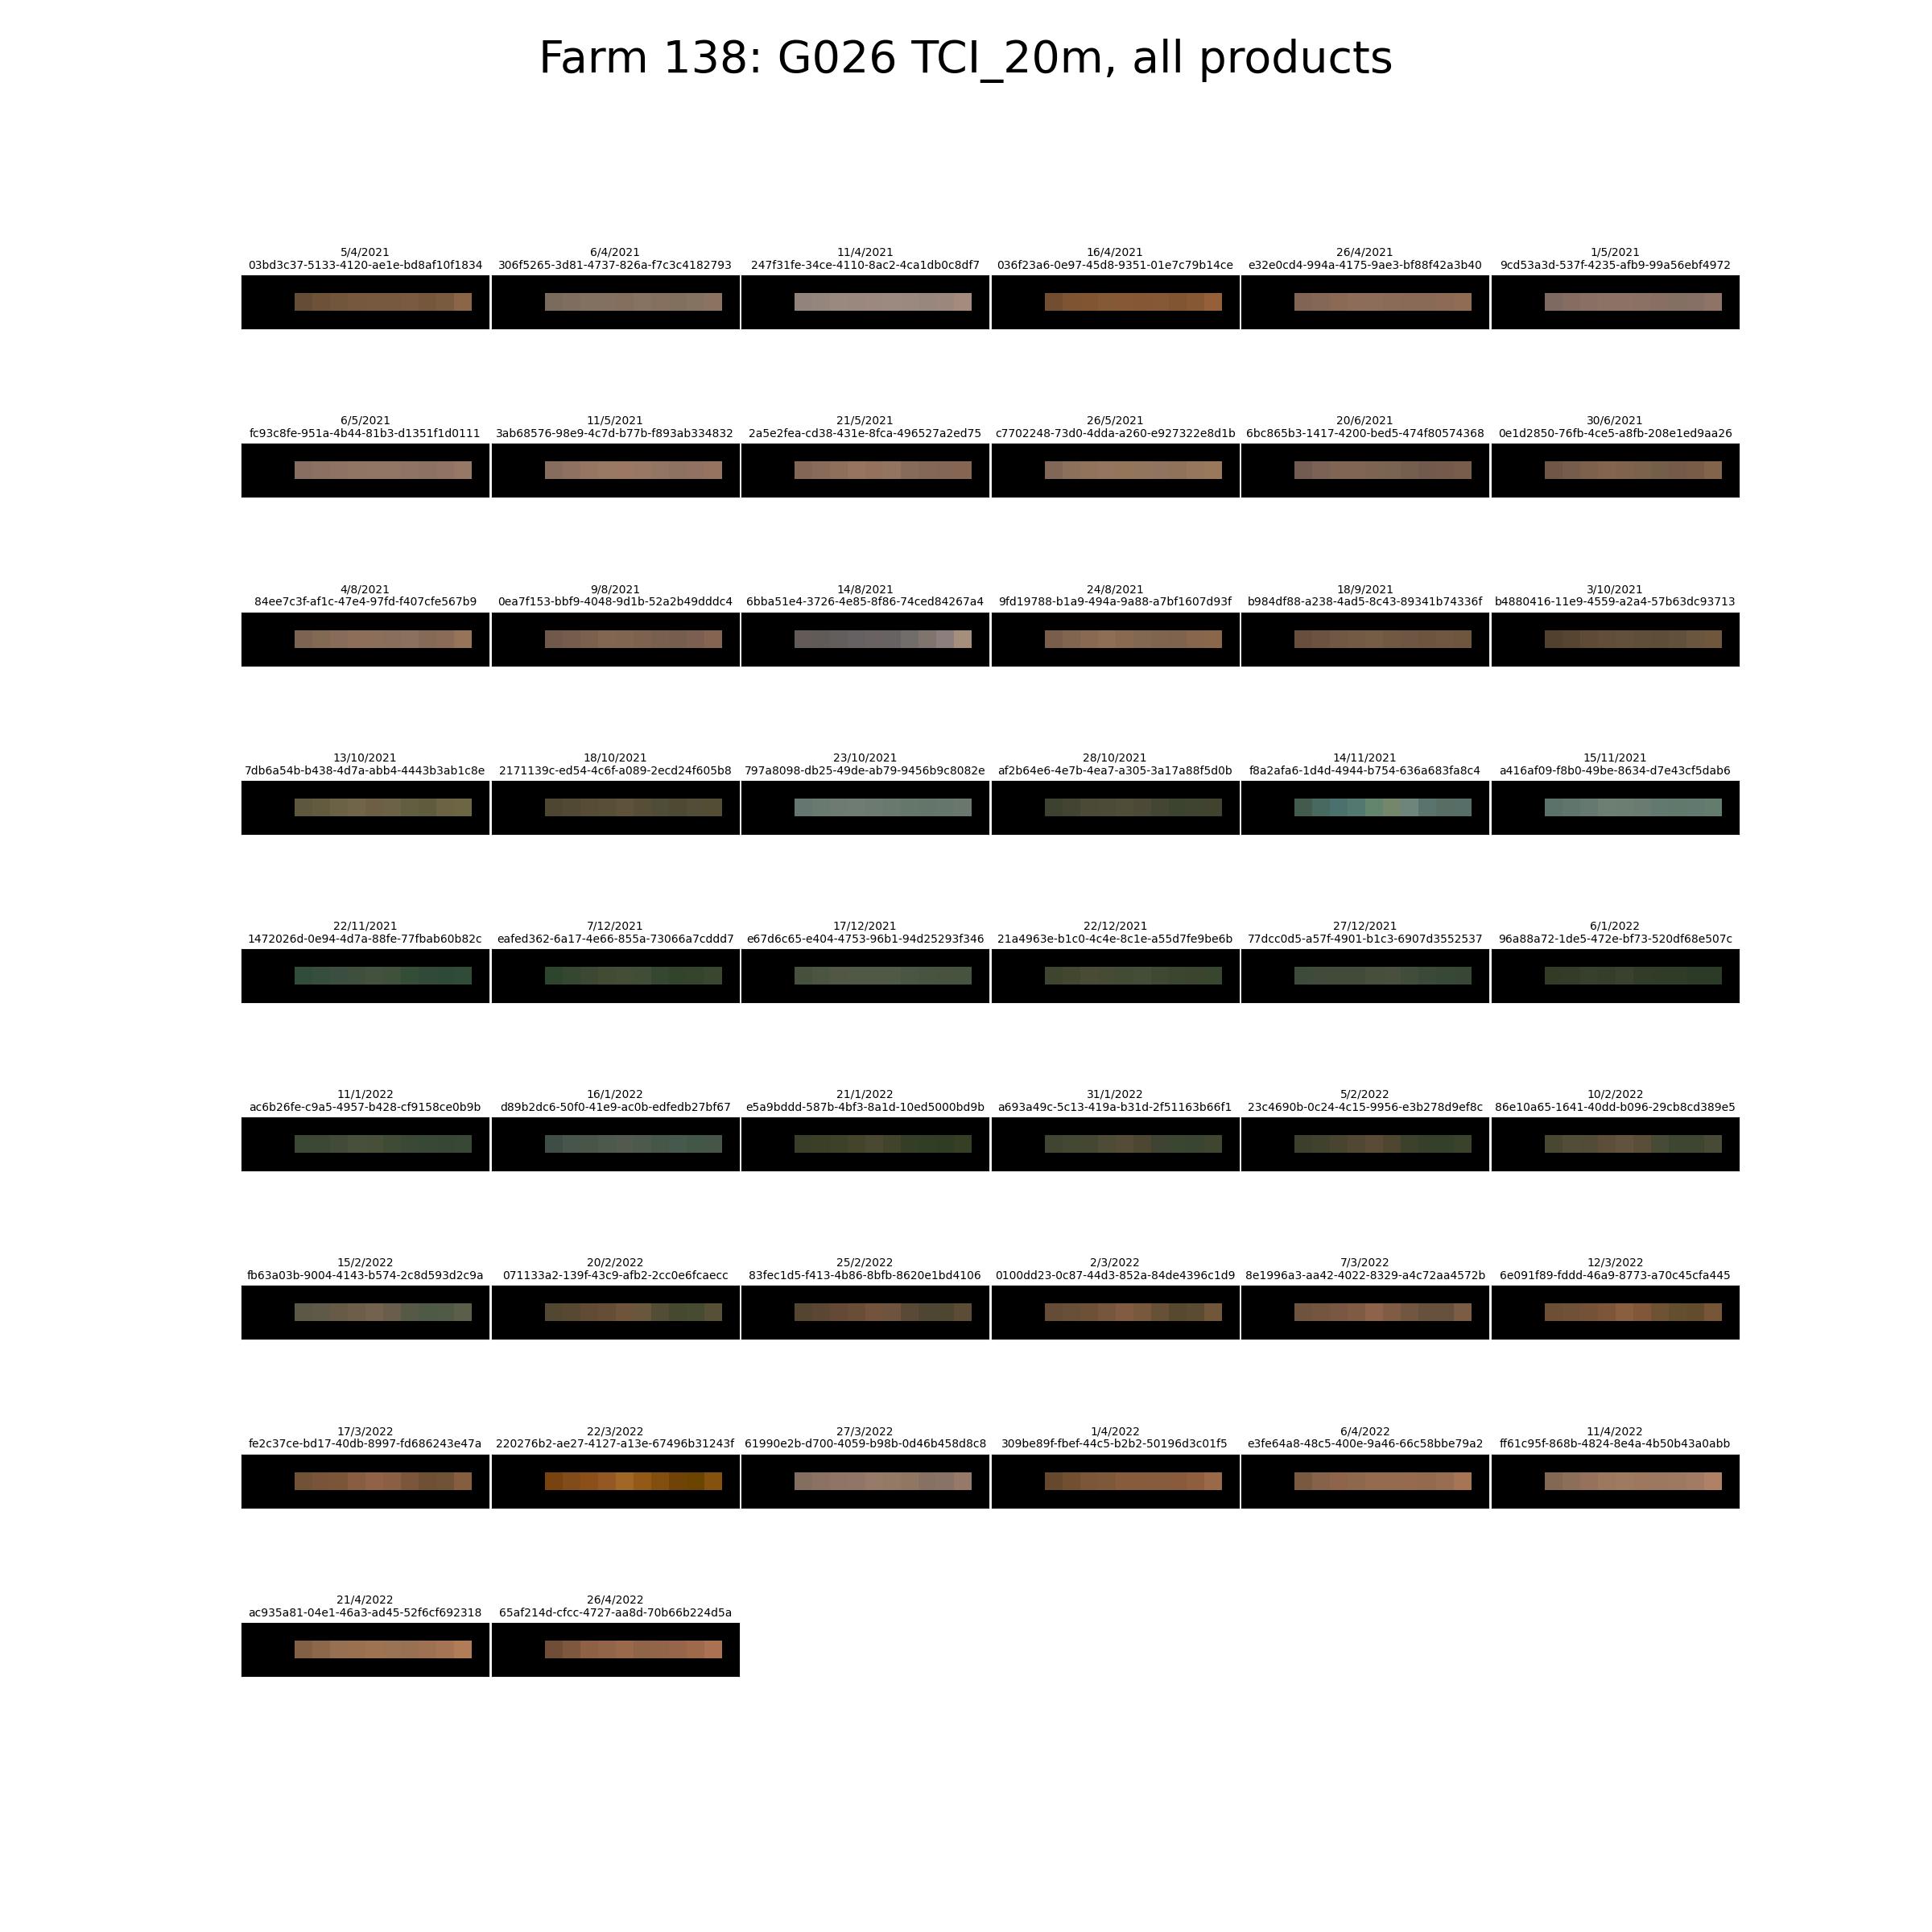 Farm 138: G026 TCI_20m, all products
5/4/2021
03bd3c37-5133-4120-ae1e-bd8af10f1834
6/4/2021
306f5265-3d81-4737-826a-f7c3c4182793
11/4/2021
247f31fe-34ce-4110-8ac2-4ca1db0c8df7
16/4/2021
036f23a6-0e97-45d8-9351-01e7c79b14ce
26/4/2021
e32e0cd4-994a-4175-9ae3-bf88f42a3b40
1/5/2021
9cd53a3d-537f-4235-afb9-99a56ebf4972
6/5/2021
fc93c8fe-951a-4b44-81b3-d1351f1d0111
11/5/2021
3ab68576-98e9-4c7d-b77b-f893ab334832
21/5/2021
2a5e2fea-cd38-431e-8fca-496527a2ed75
26/5/2021
c7702248-73d0-4dda-a260-e927322e8d1b
20/6/2021
6bc865b3-1417-4200-bed5-474f80574368
30/6/2021
0e1d2850-76fb-4ce5-a8fb-208e1ed9aa26
4/8/2021
84ee7c3f-af1c-47e4-97fd-f407cfe567b9
9/8/2021
0ea7f153-bbf9-4048-9d1b-52a2b49dddc4
14/8/2021
6bba51e4-3726-4e85-8f86-74ced84267a4
24/8/2021
9fd19788-b1a9-494a-9a88-a7bf1607d93f
18/9/2021
b984df88-a238-4ad5-8c43-89341b74336f
3/10/2021
b4880416-11e9-4559-a2a4-57b63dc93713
13/10/2021
7db6a54b-b438-4d7a-abb4-4443b3ab1c8e
18/10/2021
2171139c-ed54-4c6f-a089-2ecd24f605b8
23/10/2021
797a8098-db25-49de-ab79-9456b9c8082e
28/10/2021
af2b64e6-4e7b-4ea7-a305-3a17a88f5d0b
14/11/2021
f8a2afa6-1d4d-4944-b754-636a683fa8c4
15/11/2021
a416af09-f8b0-49be-8634-d7e43cf5dab6
22/11/2021
1472026d-0e94-4d7a-88fe-77fbab60b82c
7/12/2021
eafed362-6a17-4e66-855a-73066a7cddd7
17/12/2021
e67d6c65-e404-4753-96b1-94d25293f346
22/12/2021
21a4963e-b1c0-4c4e-8c1e-a55d7fe9be6b
27/12/2021
77dcc0d5-a57f-4901-b1c3-6907d3552537
6/1/2022
96a88a72-1de5-472e-bf73-520df68e507c
11/1/2022
ac6b26fe-c9a5-4957-b428-cf9158ce0b9b
16/1/2022
d89b2dc6-50f0-41e9-ac0b-edfedb27bf67
21/1/2022
e5a9bddd-587b-4bf3-8a1d-10ed5000bd9b
31/1/2022
a693a49c-5c13-419a-b31d-2f51163b66f1
5/2/2022
23c4690b-0c24-4c15-9956-e3b278d9ef8c
10/2/2022
86e10a65-1641-40dd-b096-29cb8cd389e5
15/2/2022
fb63a03b-9004-4143-b574-2c8d593d2c9a
20/2/2022
071133a2-139f-43c9-afb2-2cc0e6fcaecc
25/2/2022
83fec1d5-f413-4b86-8bfb-8620e1bd4106
2/3/2022
0100dd23-0c87-44d3-852a-84de4396c1d9
7/3/2022
8e1996a3-aa42-4022-8329-a4c72aa4572b
12/3/2022
6e091f89-fddd-46a9-8773-a70c45cfa445
17/3/2022
fe2c37ce-bd17-40db-8997-fd686243e47a
22/3/2022
220276b2-ae27-4127-a13e-67496b31243f
27/3/2022
61990e2b-d700-4059-b98b-0d46b458d8c8
1/4/2022
309be89f-fbef-44c5-b2b2-50196d3c01f5
6/4/2022
e3fe64a8-48c5-400e-9a46-66c58bbe79a2
11/4/2022
ff61c95f-868b-4824-8e4a-4b50b43a0abb
21/4/2022
ac935a81-04e1-46a3-ad45-52f6cf692318
26/4/2022
65af214d-cfcc-4727-aa8d-70b66b224d5a